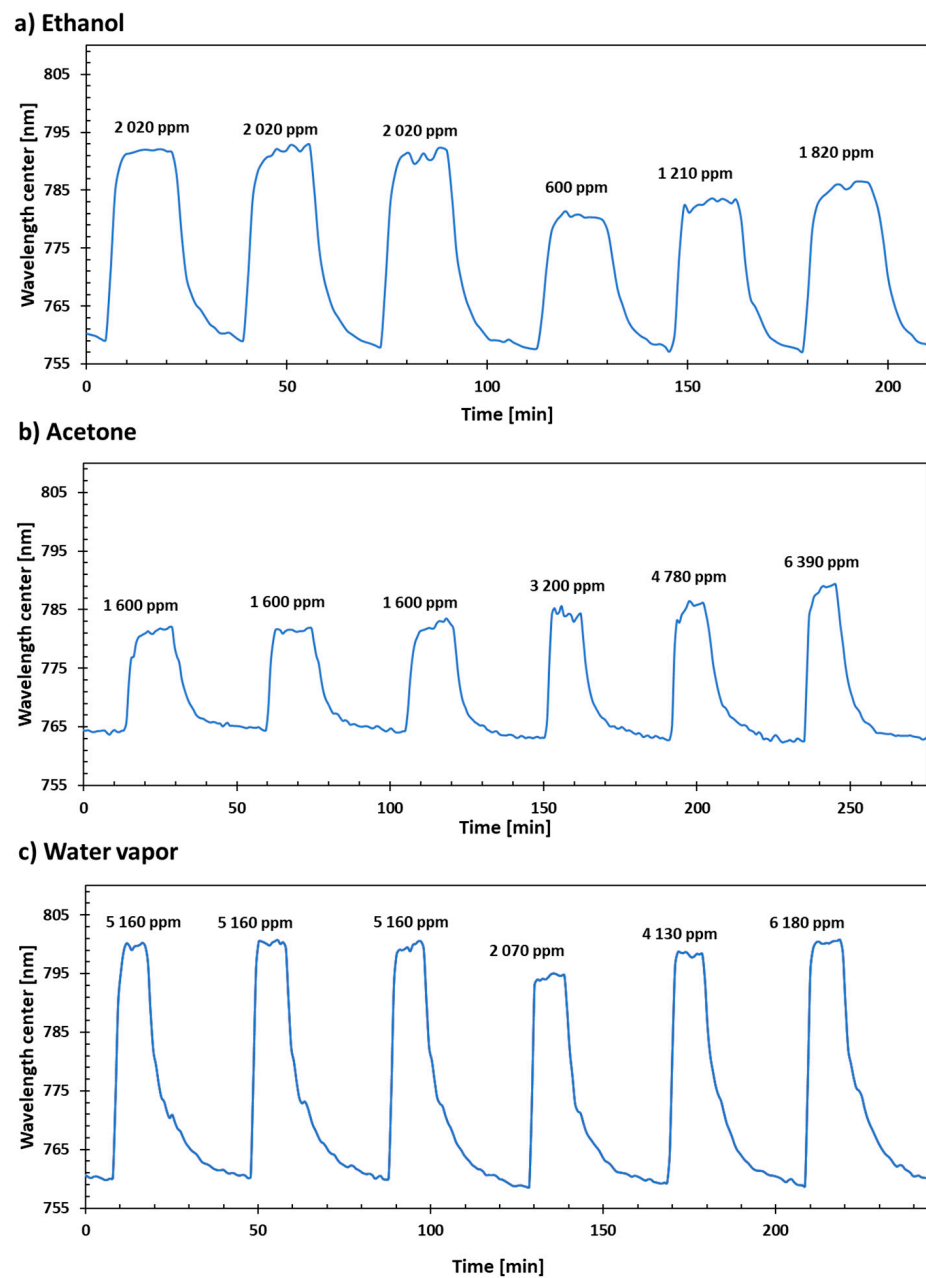 a) Ethanol
805
795
785
775
765
755
Wavelength center [nm]
2 020 ppm
2 020 ppm
2 020 ppm
600 ppm
1 210 ppm
1 820 ppm
0
50
100
150
200
Time [min]
b) Acetone
805
795
785
775
765
755
Wavelength center [nm]
1 600 ppm
1 600 ppm
1 600 ppm
3 200 ppm
4 780 ppm
6 390 ppm
0
50
100
150
200
250
Time [min]
c) Water vapor
805
795
785
775
765
755
Wavelength center [nm]
5 160 ppm
5 160 ppm
5 160 ppm
2 070 ppm
4 130 ppm
6 180 ppm
0
50
100
150
200
Time [min]